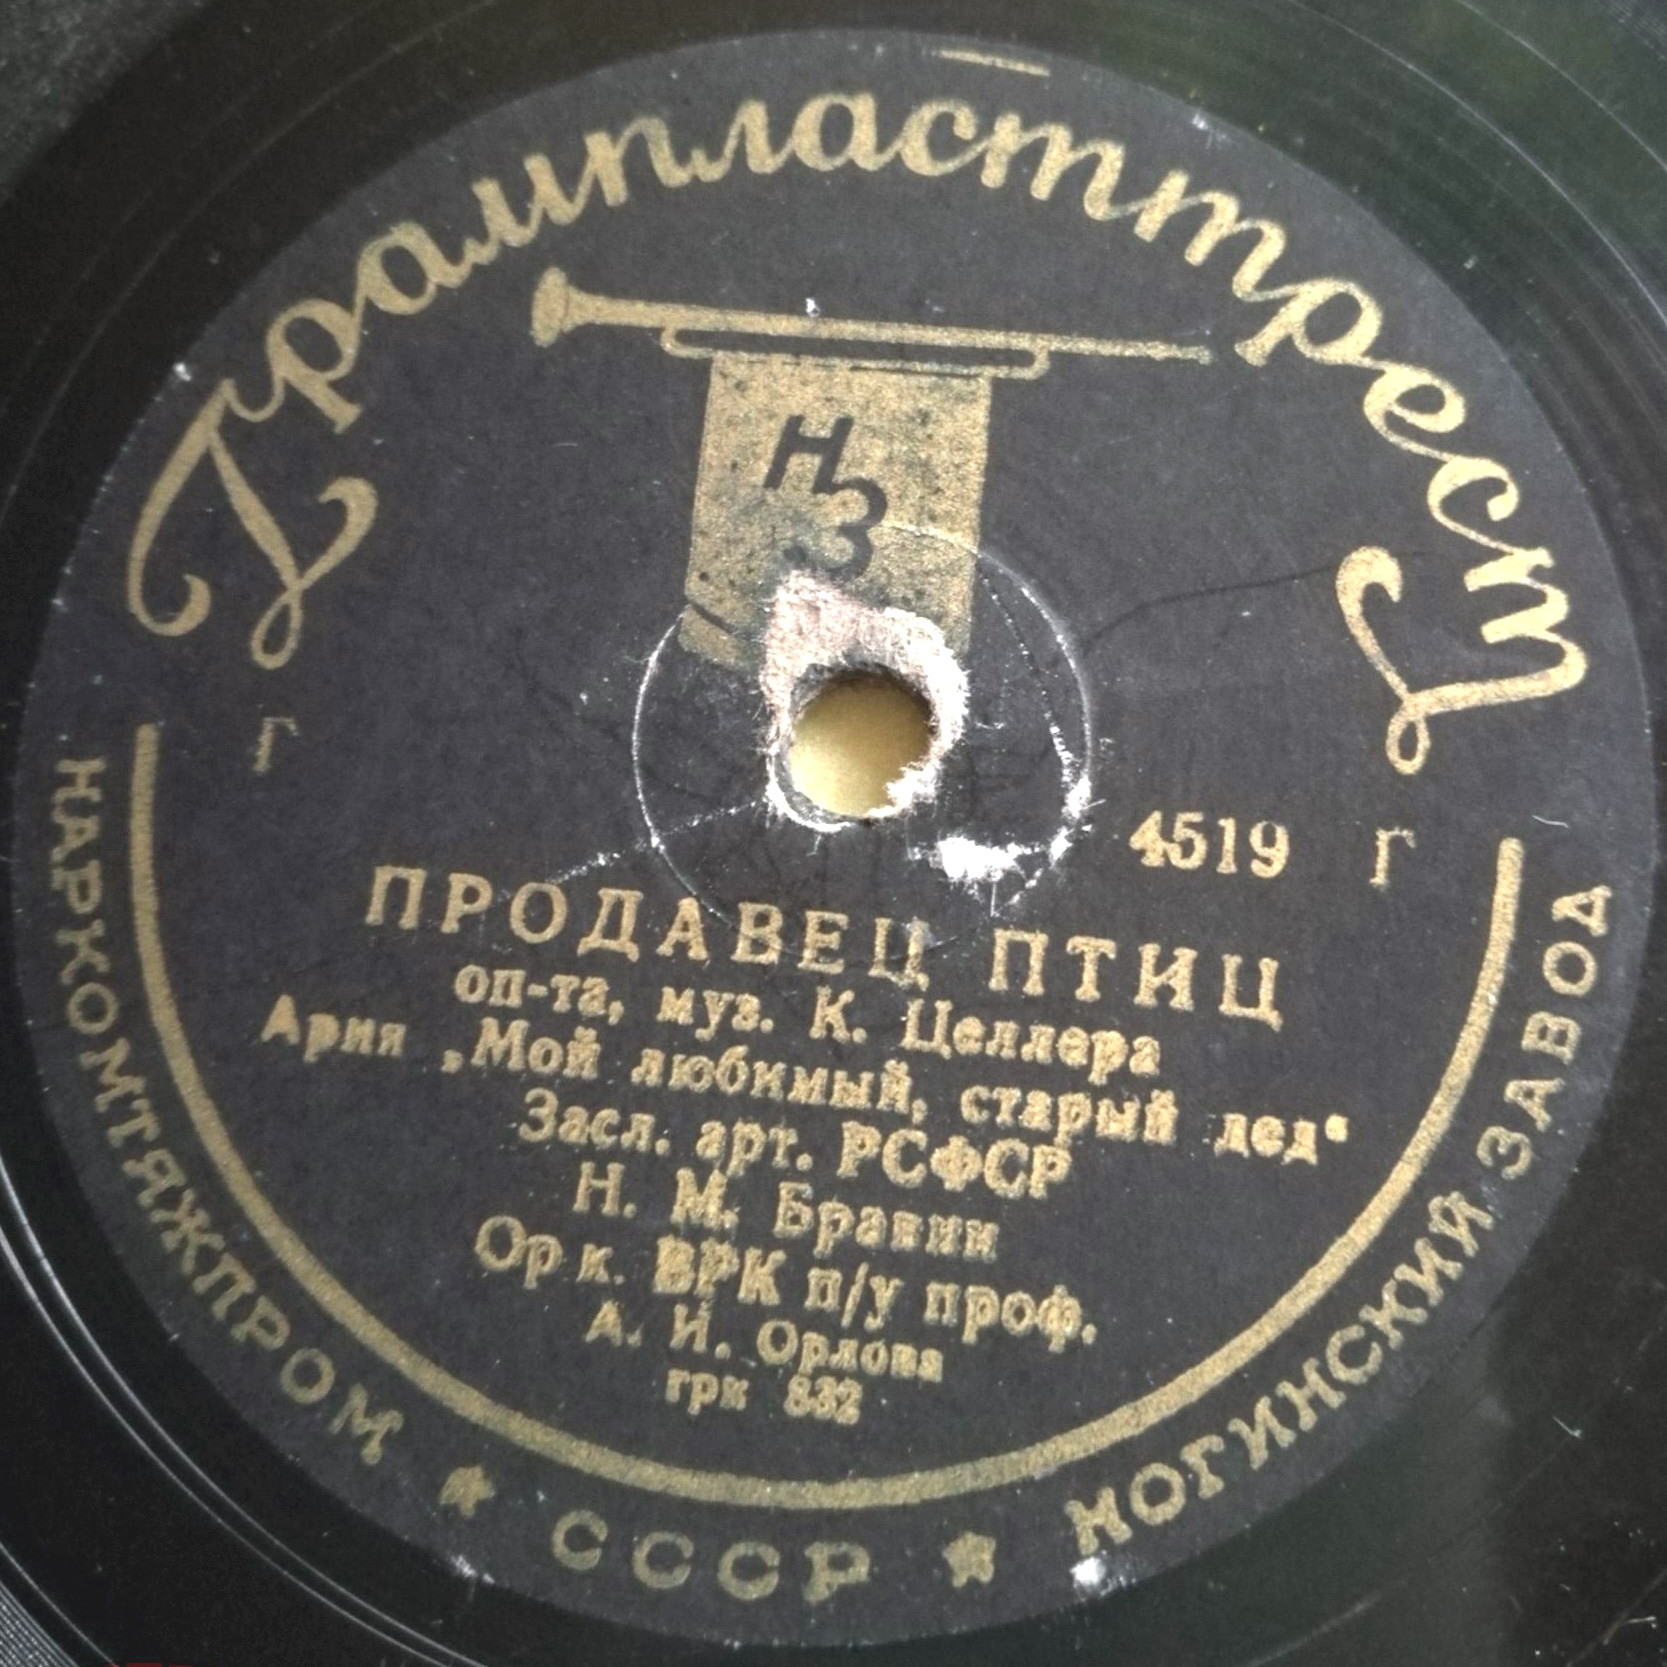 Грампласттрест
НЗ
Г
4519 Г
ПРОДАВЕЦ ПТИЦ
оп-та, муз. К. Целлера
Ария „Мой любимый, старый дед“
Засл. арт. РСФСР
Н. М. Бравин
Орк. ВРК п/у проф.
А. И. Орлова
грк 832
НАРКОМТЯЖПРОМ ★ СССР ★ НОГИНСКИЙ ЗАВОД